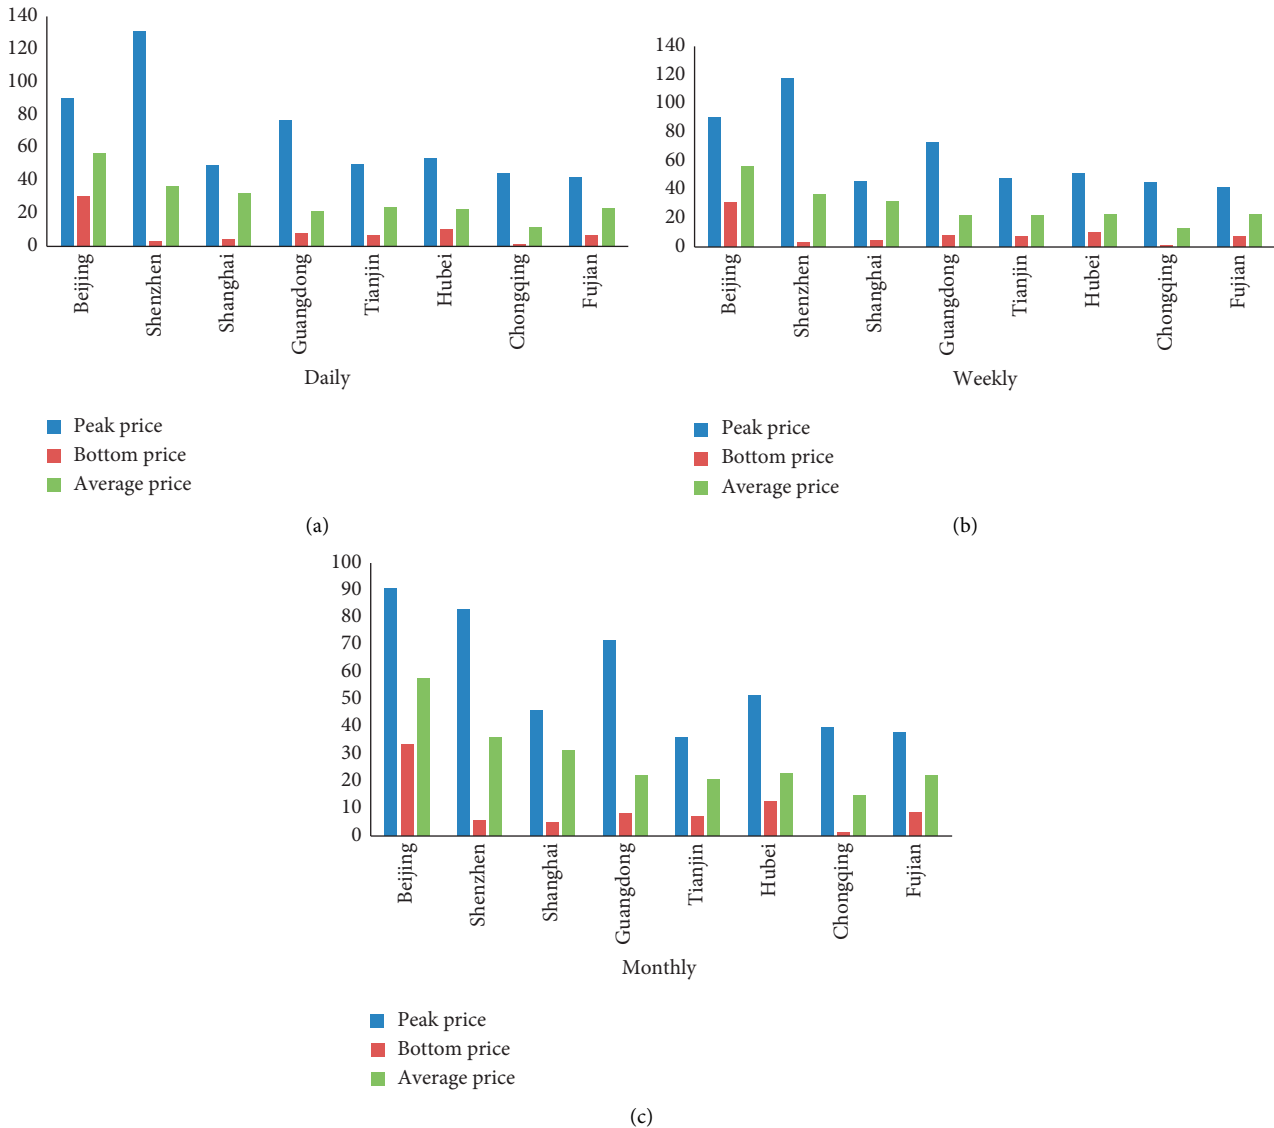 140
120
100
80
60
40
20
0
Beijing
Shenzhen
Shanghai
Guangdong
Tianjin
Hubei
Chongqing
Fujian
Daily
Peak price
Bottom price
Average price
(a)
140
120
100
80
60
40
20
0
Beijing
Shenzhen
Shanghai
Guangdong
Tianjin
Hubei
Chongqing
Fujian
Weekly
Peak price
Bottom price
Average price
(b)
100
90
80
70
60
50
40
30
20
10
0
Beijing
Shenzhen
Shanghai
Guangdong
Tianjin
Hubei
Chongqing
Fujian
Monthly
Peak price
Bottom price
Average price
(c)